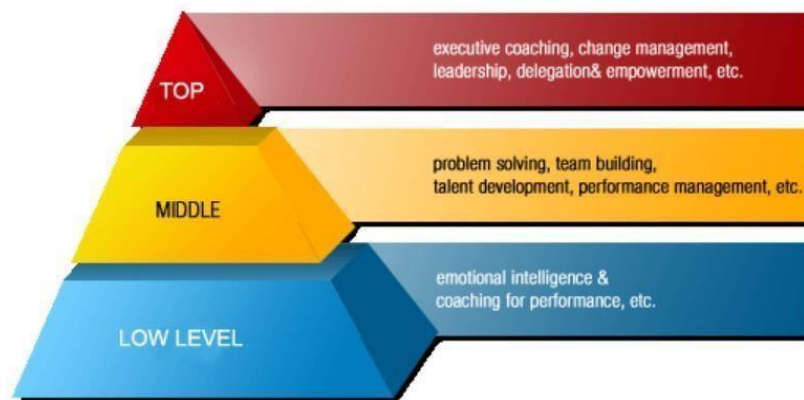 TOP
executive coaching, change management,
leadership, delegation& empowerment, etc.
MIDDLE
problem solving, team building,
talent development, performance management, etc.
LOW LEVEL
emotional intelligence &
coaching for performance, etc.